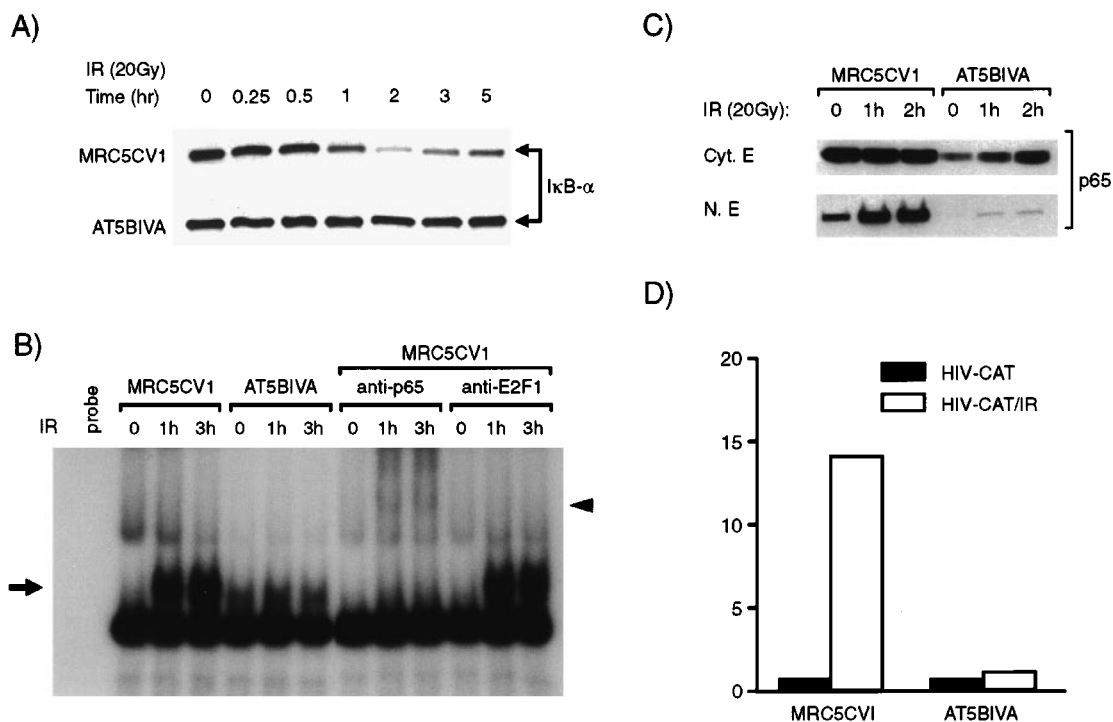 A)
IR (20Gy)
Time (hr) 0 0.25 0.5 1 2 3 5
MRC5CV1
IκB-α
AT5BIVA
B)
MRC5CV1
probe
MRC5CV1 AT5BIVA anti-p65 anti-E2F1
IR 0 1h 3h 0 1h 3h 0 1h 3h 0 1h 3h
C)
MRC5CV1 AT5BIVA
IR (20Gy): 0 1h 2h 0 1h 2h
Cyt. E
p65
N. E
D)
20
HIV-CAT
HIV-CAT/IR
15
10
5
0
MRC5CVI AT5BIVA